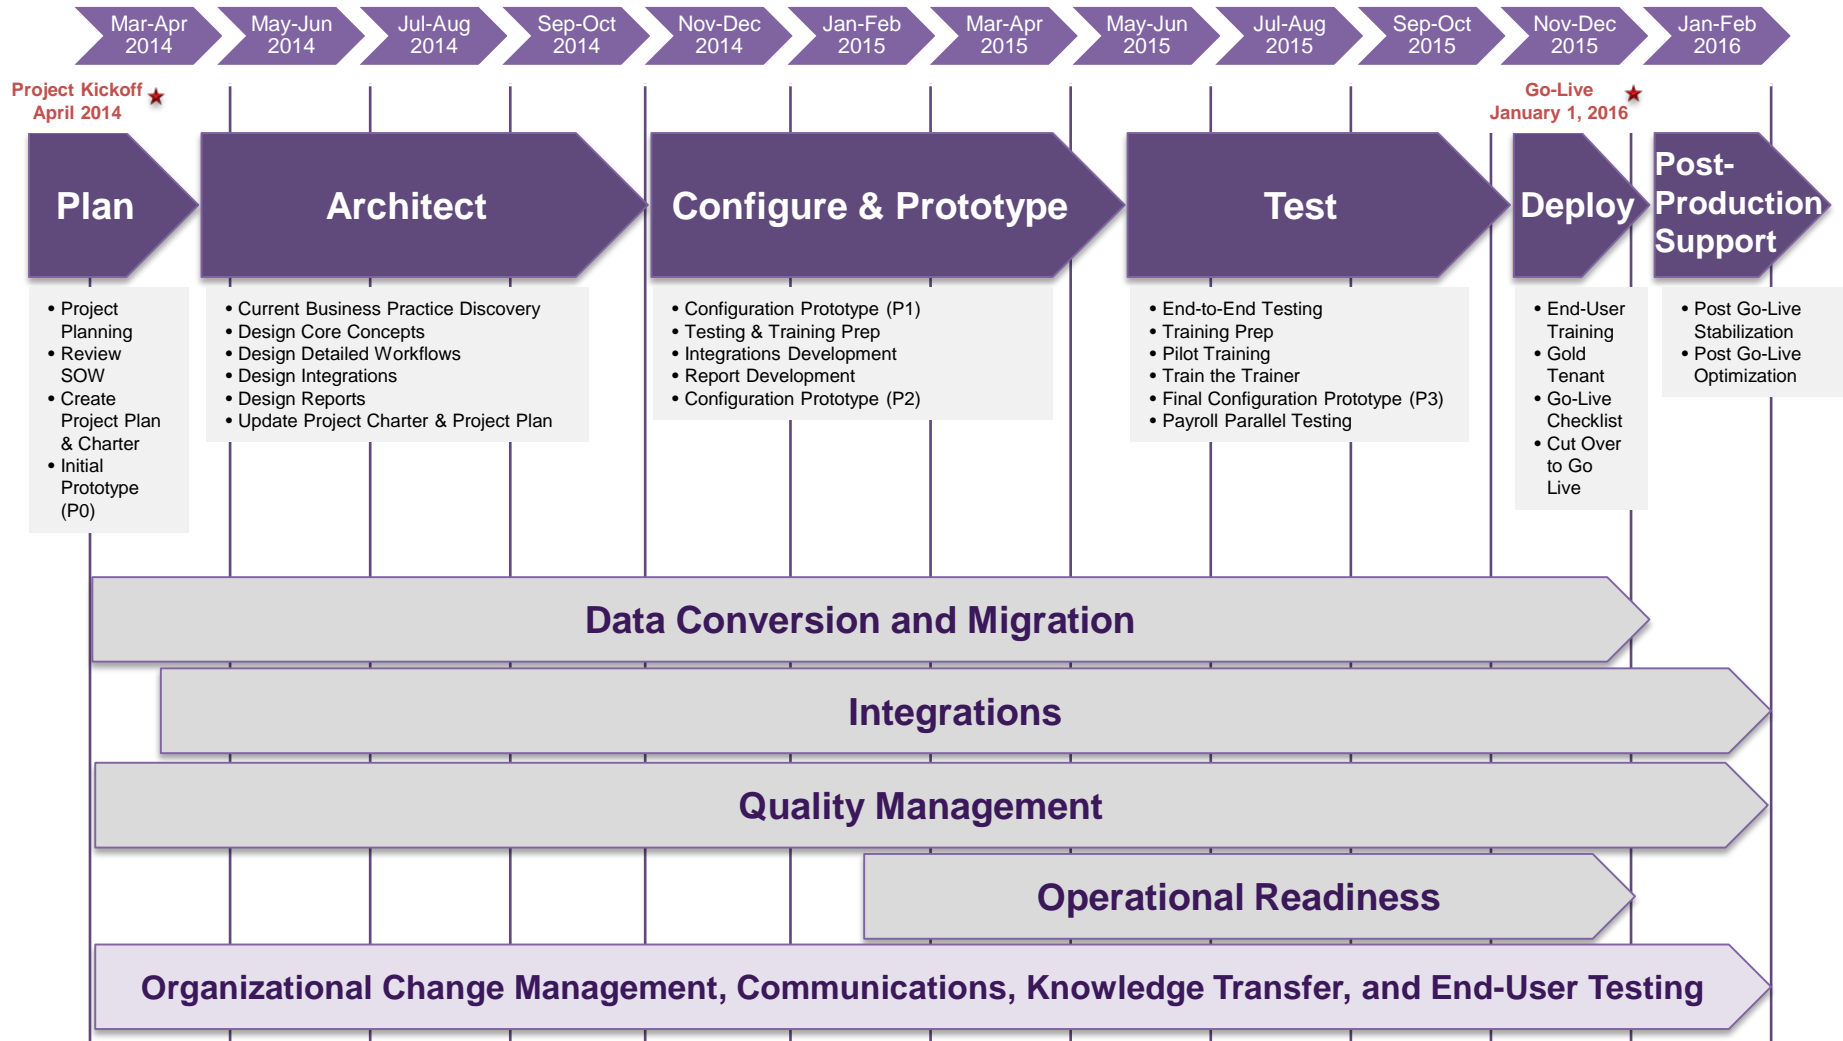 Mar-Apr
2014
May-Jun
2014
Jul-Aug
2014
Sep-Oct
2014
Nov-Dec
2014
Jan-Feb
2015
Mar-Apr
2015
May-Jun
2015
Jul-Aug
2015
Sep-Oct
2015
Nov-Dec
2015
Jan-Feb
2016
Project Kickoff
April 2014
Go-Live
January 1, 2016
Plan
Architect
Configure & Prototype
Test
Deploy
Post-
Production
Support
• Project
Planning
• Review
SOW
• Create
Project Plan
& Charter
• Initial
Prototype
(P0)
• Current Business Practice Discovery
• Design Core Concepts
• Design Detailed Workflows
• Design Integrations
• Design Reports
• Update Project Charter & Project Plan
• Configuration Prototype (P1)
• Testing & Training Prep
• Integrations Development
• Report Development
• Configuration Prototype (P2)
• End-to-End Testing
• Training Prep
• Pilot Training
• Train the Trainer
• Final Configuration Prototype (P3)
• Payroll Parallel Testing
• End-User
Training
• Gold
Tenant
• Go-Live
Checklist
• Cut Over
to Go
Live
• Post Go-Live
Stabilization
• Post Go-Live
Optimization
Data Conversion and Migration
Integrations
Quality Management
Operational Readiness
Organizational Change Management, Communications, Knowledge Transfer, and End-User Testing